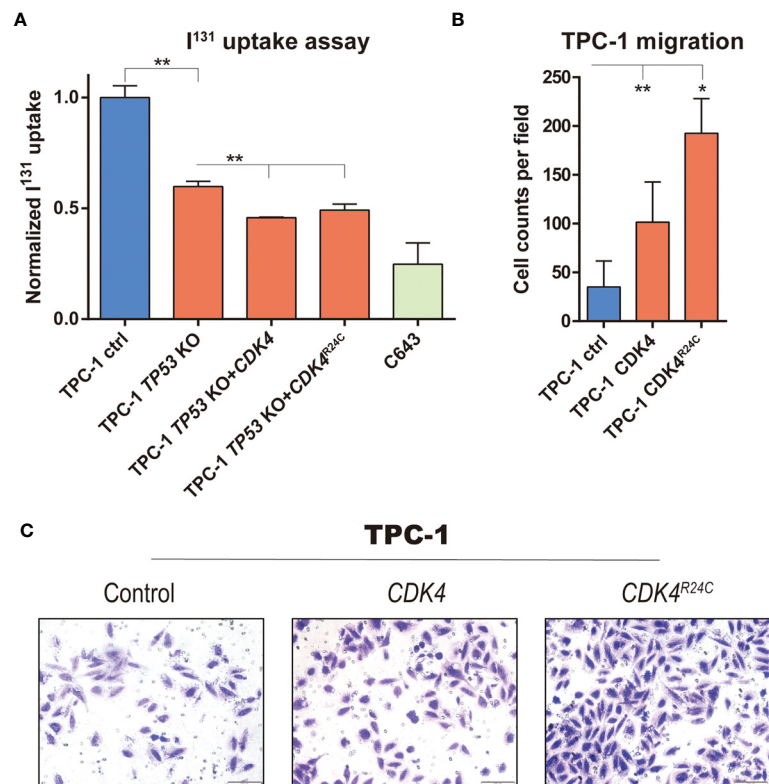 A
I¹³¹ uptake assay
Normalized I¹³¹ uptake
1.0
0.5
0.0
**
**
TPC-1 ctrl
TPC-1 TP53 KO
TPC-1 TP53 KO+CDK4
TPC-1 TP53 KO+CDK4ᴿ²⁴ᶜ
C643
B
TPC-1 migration
Cell counts per field
250
200
150
100
50
0
**
*
TPC-1 ctrl
TPC-1 CDK4
TPC-1 CDK4ᴿ²⁴ᶜ
C
TPC-1
Control
CDK4
CDK4ᴿ²⁴ᶜ